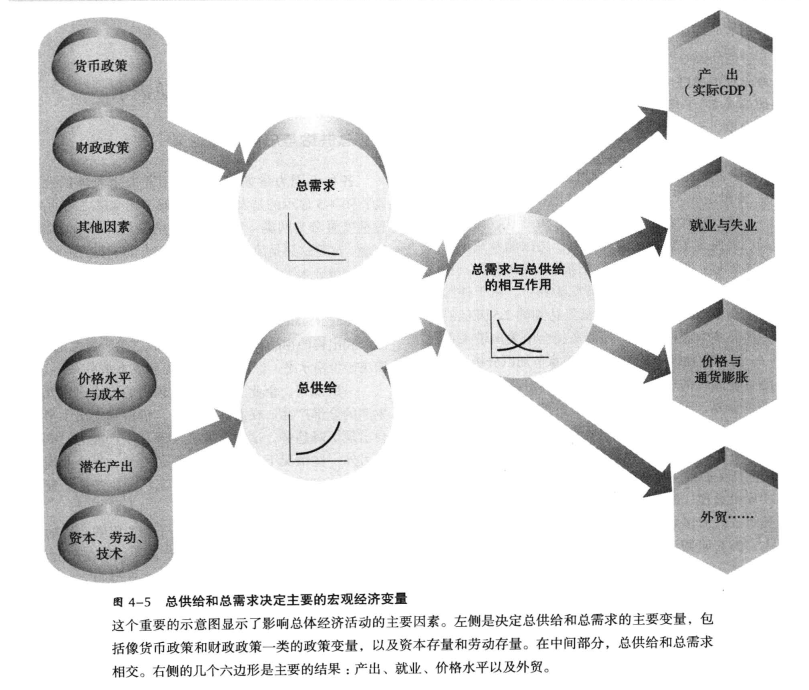 货币政策
财政政策
其他因素
总需求
价格水平
与成本
潜在产出
资本、劳动、
技术
总供给
总需求与总供给
的相互作用
产　出
（实际GDP）
就业与失业
价格与
通货膨胀
外贸……
图 4-5　总供给和总需求决定主要的宏观经济变量
这个重要的示意图显示了影响总体经济活动的主要因素。左侧是决定总供给和总需求的主要变量，包
括像货币政策和财政政策一类的政策变量，以及资本存量和劳动存量。在中间部分，总供给和总需求
相交。右侧的几个六边形是主要的结果：产出、就业、价格水平以及外贸。